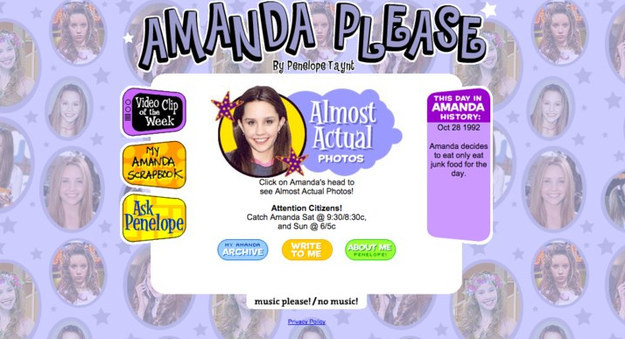 AMANDA PLEASE
By Penelope Taynt
Video Clip
of the
Week
MY
AMANDA
SCRAPBOOK
Ask
Penelope
Almost
Actual
PHOTOS
Click on Amanda's head to
see Almost Actual Photos!
Attention Citizens!
Catch Amanda Sat @ 9:30/8:30c,
and Sun @ 6/5c
MY AMANDA
ARCHIVE
WRITE
TO ME
ABOUT ME
PENELOPE!
THIS DAY IN
AMANDA
HISTORY:
Oct 28 1992
Amanda decides
to eat only eat
junk food for the
day.
music please! / no music!
Privacy Policy